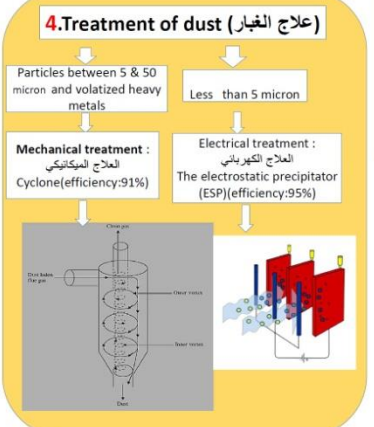 4.Treatment of dust (علاج الغبار)
Particles between 5 & 50
micron and volatized heavy
metals
Less than 5 micron
Mechanical treatment :
العلاج الميكانيكي
Cyclone(efficiency:91%)
Electrical treatment :
العلاج الكهربائي
The electrostatic precipitator
(ESP)(efficiency:95%)
Clean gas
Dust laden
flue gas
Outer vortex
Inner vortex
Dust